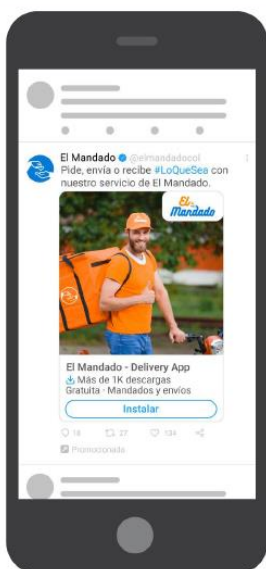 El Mandado @elmandadocol
Pide, envía o recibe #LoQueSea con
nuestro servicio de El Mandado.
El
Mandado
El Mandado - Delivery App
Más de 1K descargas
Gratuita · Mandados y envíos
Instalar
16 27 134
Promocionado